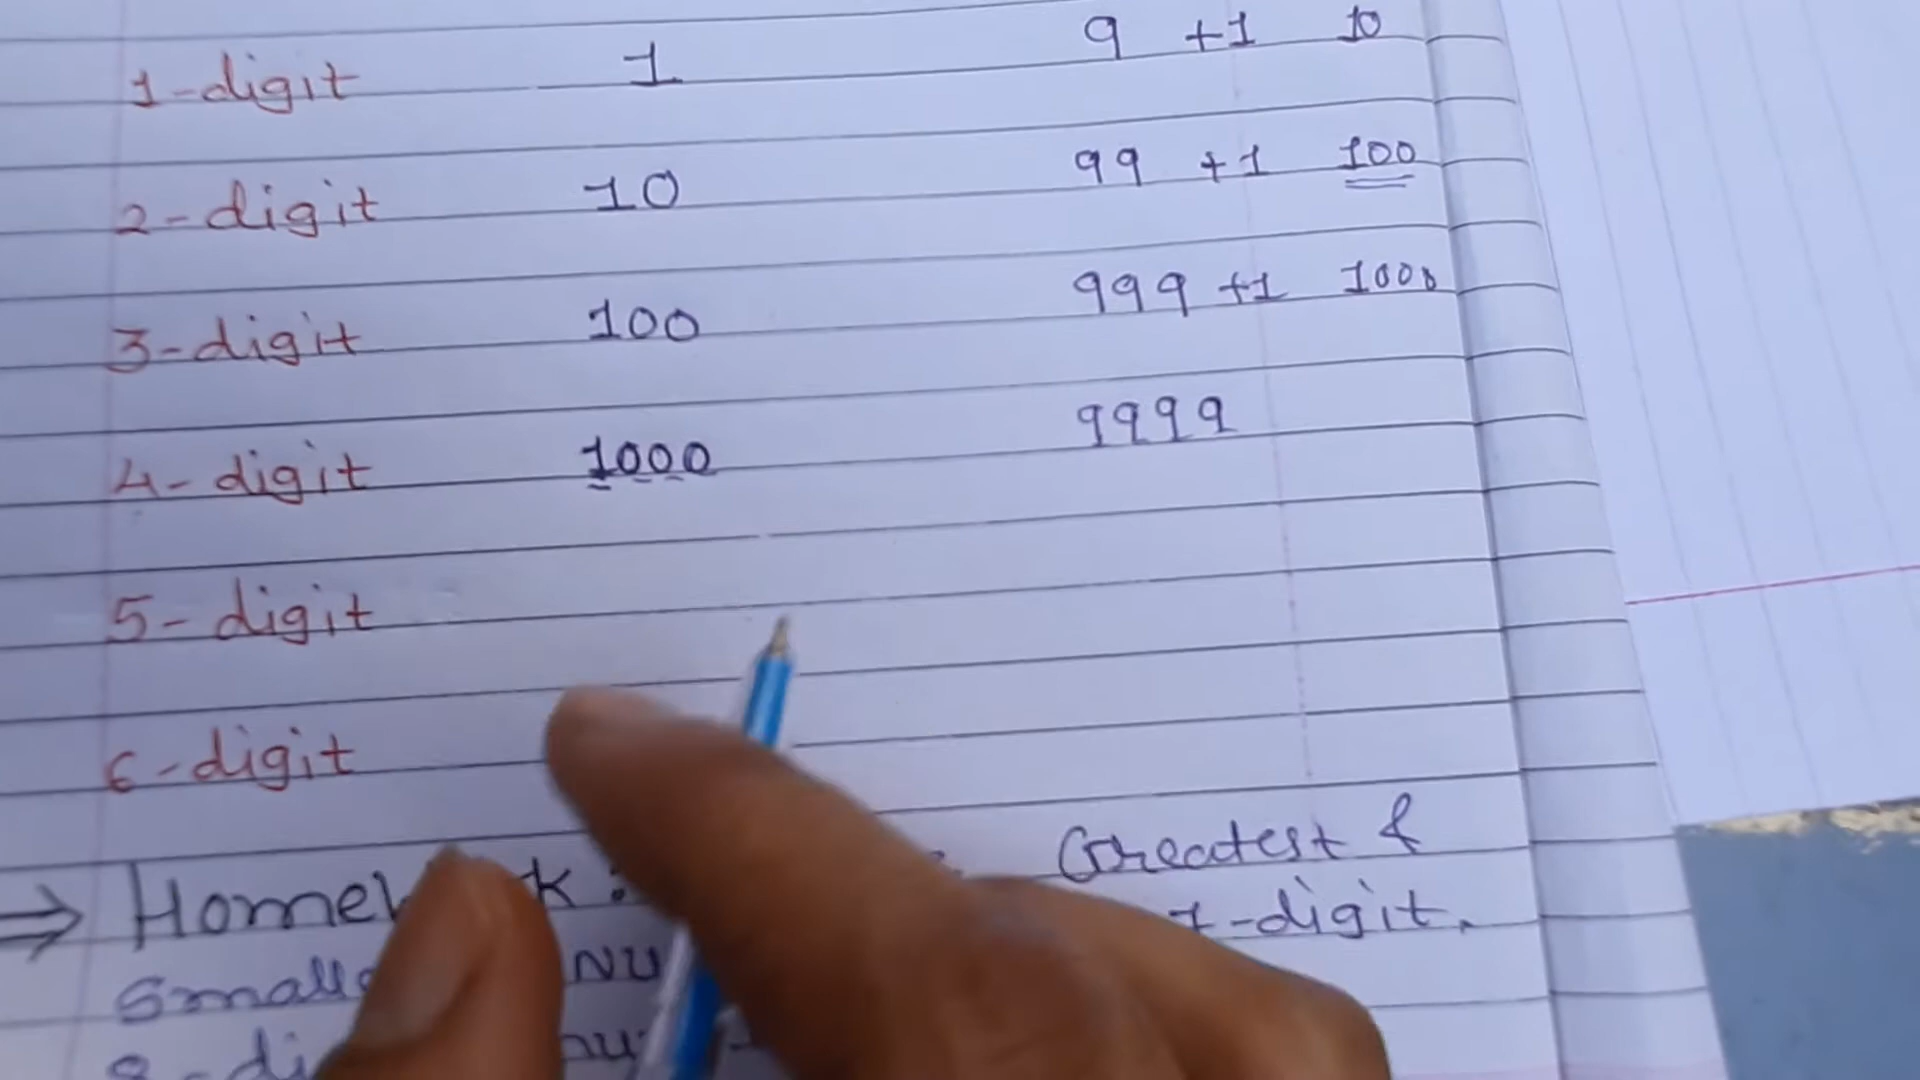 1-digit 1 9 +1 10
2-digit 10 99 +1 100
3-digit 100 999 +1 1000
4-digit 1000 9999
5-digit
6-digit
⇒ Greatest &
-digit.